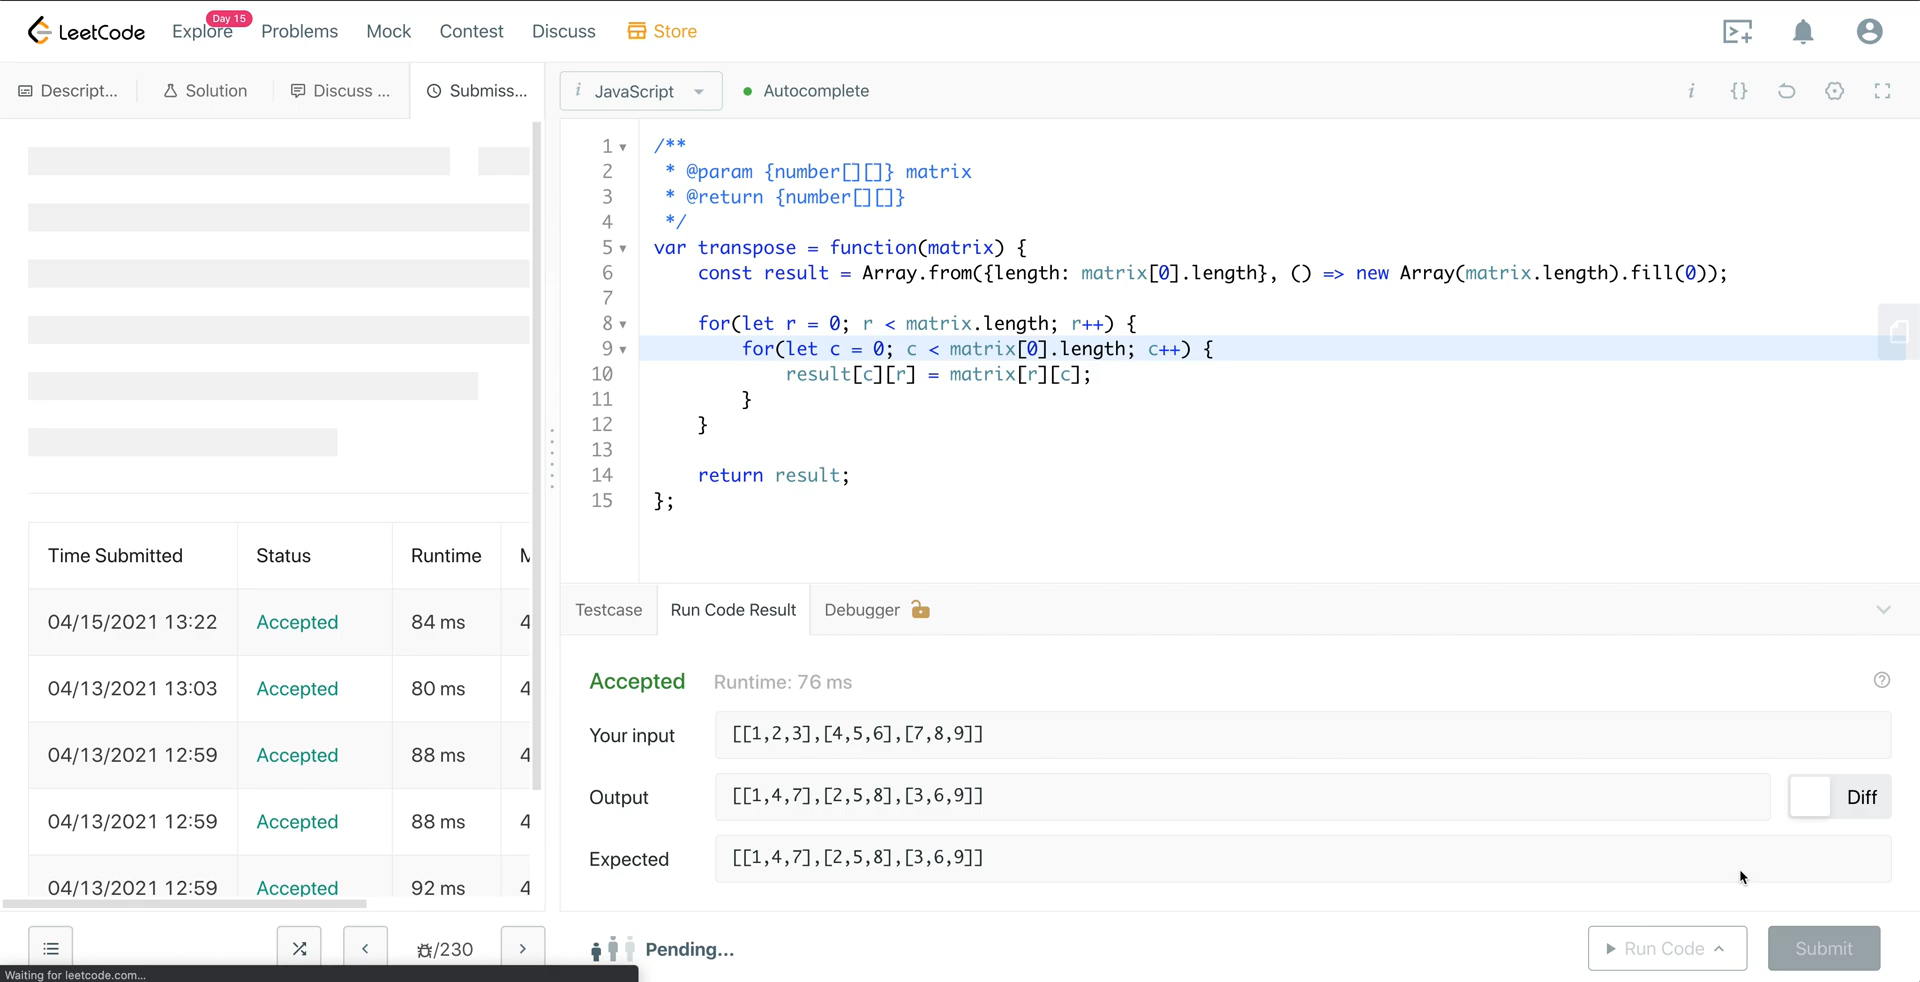 LeetCode
Explore
Day 15
Problems
Mock
Contest
Discuss
Store
Descript...
Solution
Discuss ...
Submiss...
i JavaScript
Autocomplete
i {}
1 /**
2  * @param {number[][]} matrix
3  * @return {number[][]}
4  */
5 var transpose = function(matrix) {
6     const result = Array.from({length: matrix[0].length}, () => new Array(matrix.length).fill(0));
7
8     for(let r = 0; r < matrix.length; r++) {
9         for(let c = 0; c < matrix[0].length; c++) {
10             result[c][r] = matrix[r][c];
11         }
12     }
13
14     return result;
15 };
Time Submitted Status Runtime M
04/15/2021 13:22 Accepted 84 ms 4
04/13/2021 13:03 Accepted 80 ms 4
04/13/2021 12:59 Accepted 88 ms 4
04/13/2021 12:59 Accepted 88 ms 4
04/13/2021 12:59 Accepted 92 ms 4
Testcase
Run Code Result
Debugger
Accepted Runtime: 76 ms
?
Your input [[1,2,3],[4,5,6],[7,8,9]]
Output [[1,4,7],[2,5,8],[3,6,9]]
Diff
Expected [[1,4,7],[2,5,8],[3,6,9]]
/230
Pending...
Run Code
Submit
Waiting for leetcode.com...